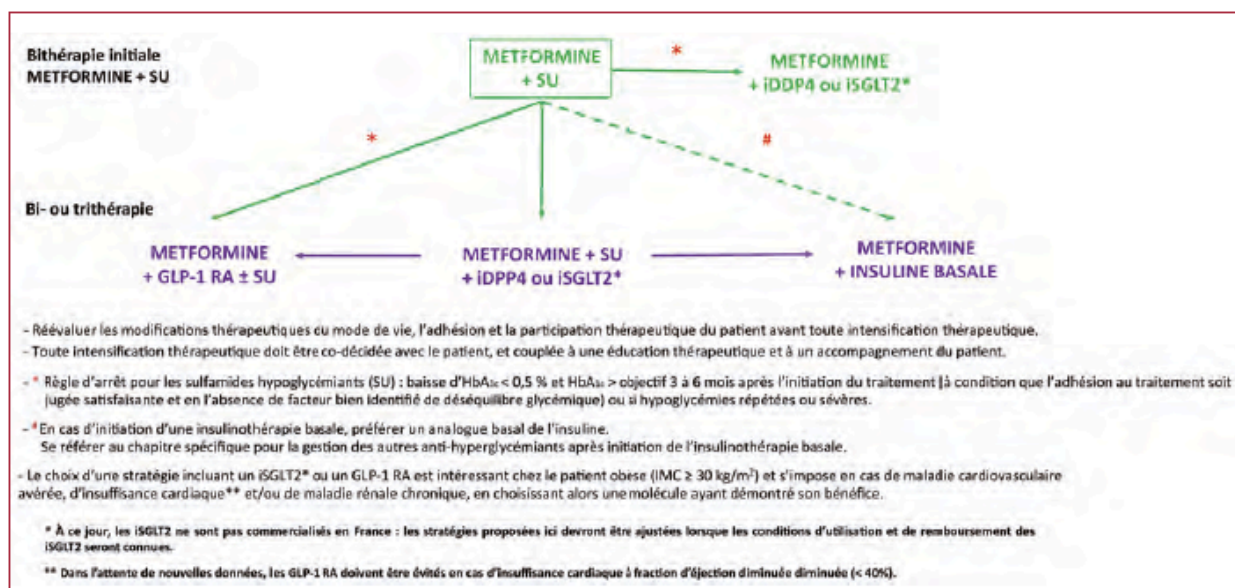 Bithérapie initiale
METFORMINE + SU
METFORMINE
+ SU
*
METFORMINE
+ iDDP4 ou iSGLT2*
*
#
Bi- ou trithérapie
METFORMINE
+ GLP-1 RA ± SU
METFORMINE + SU
+ iDPP4 ou iSGLT2*
METFORMINE
+ INSULINE BASALE
- Réévaluer les modifications thérapeutiques du mode de vie, l'adhésion et la participation thérapeutique du patient avant toute intensification thérapeutique.
- Toute intensification thérapeutique doit être co-décidée avec le patient, et couplée à une éducation thérapeutique et à un accompagnement du patient.
- * Règle d'arrêt pour les sulfamides hypoglycémiants (SU) : baisse d'HbA1c < 0,5 % et HbA1c > objectif 3 à 6 mois après l'initiation du traitement (à condition que l'adhésion au traitement soit
jugée satisfaisante et en l'absence de facteur bien identifié de déséquilibre glycémique) ou si hypoglycémies répétées ou sévères.
- # En cas d'initiation d'une insulinothérapie basale, préférer un analogue basal de l'insuline.
Se référer au chapitre spécifique pour la gestion des autres anti-hyperglycémiants après initiation de l'insulinothérapie basale.
- Le choix d'une stratégie incluant un iSGLT2* ou un GLP-1 RA est intéressant chez le patient obèse (IMC ≥ 30 kg/m²) et s'impose en cas de maladie cardiovasculaire
avérée, d'insuffisance cardiaque** et/ou de maladie rénale chronique, en choisissant alors une molécule ayant démontré son bénéfice.
* À ce jour, les iSGLT2 ne sont pas commercialisés en France : les stratégies proposées ici devront être ajustées lorsque les conditions d'utilisation et de remboursement des
iSGLT2 seront connues.
** Dans l'attente de nouvelles données, les GLP-1 RA doivent être évités en cas d'insuffisance cardiaque à fraction d'éjection diminuée diminuée (< 40%).